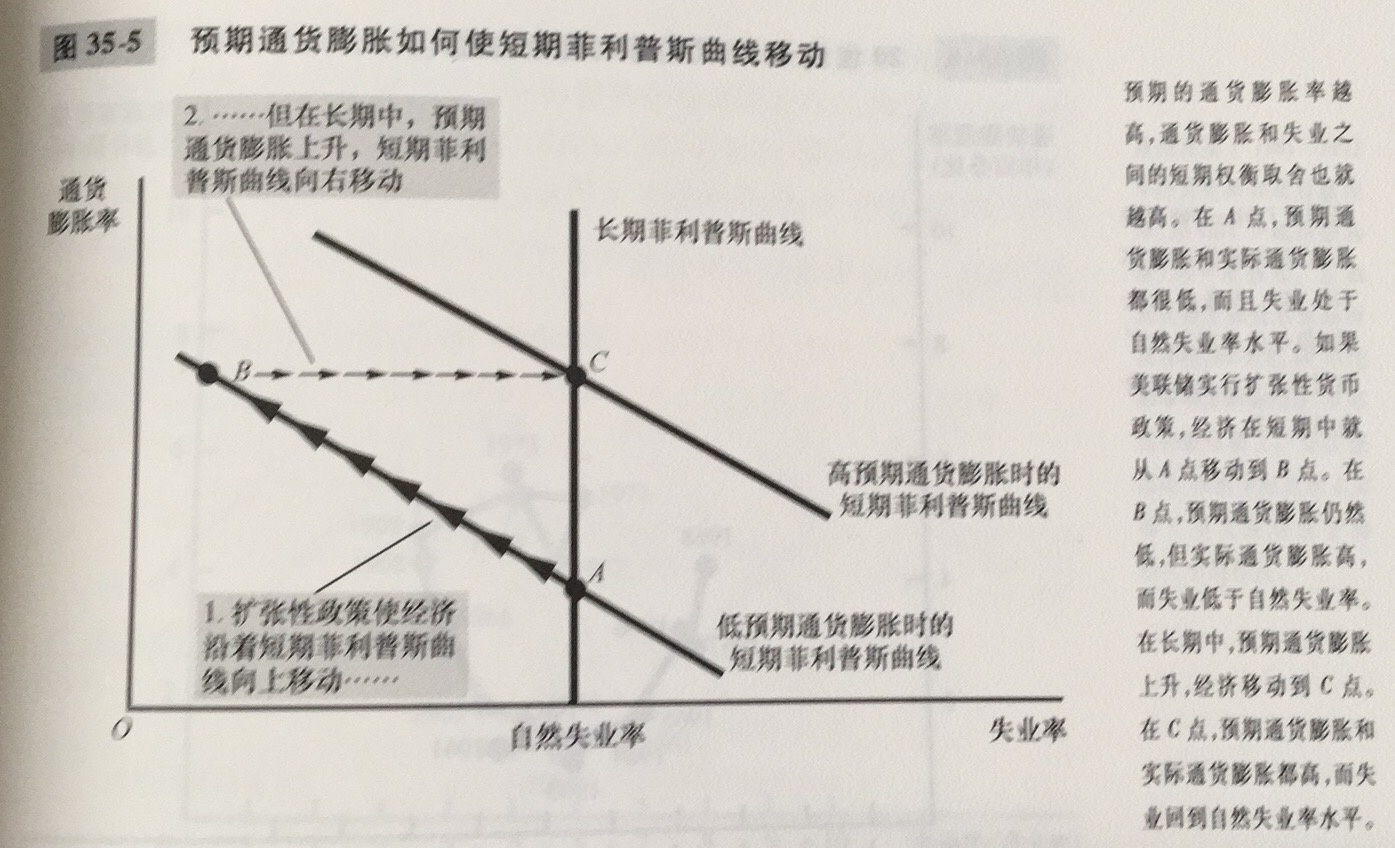 图 35-5 预期通货膨胀如何使短期菲利普斯曲线移动
2. ……但在长期中，预期
通货膨胀上升，短期菲利
普斯曲线向右移动
通货
膨胀率
长期菲利普斯曲线
B
C
高预期通货膨胀时的
短期菲利普斯曲线
A
1. 扩张性政策使经济
沿着短期菲利普斯曲
线向上移动……
低预期通货膨胀时的
短期菲利普斯曲线
O
自然失业率
失业率
预期的通货膨胀率越
高，通货膨胀和失业之
间的短期权衡取舍也就
越高。在 A 点，预期通
货膨胀和实际通货膨胀
都很低，而且失业处于
自然失业率水平。如果
美联储实行扩张性货币
政策，经济在短期中就
从 A 点移动到 B 点。在
B 点，预期通货膨胀仍然
低，但实际通货膨胀高，
而失业低于自然失业率。
在长期中，预期通货膨胀
上升，经济移动到 C 点。
在 C 点，预期通货膨胀和
实际通货膨胀都高，而失
业回到自然失业率水平。